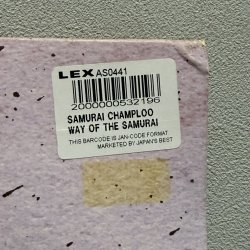 LEX AS0441
2000000532196
SAMURAI CHAMPLOO
WAY OF THE SAMURAI
THIS BARCODE IS JAN-CODE FORMAT
MARKETED BY JAPAN'S BEST